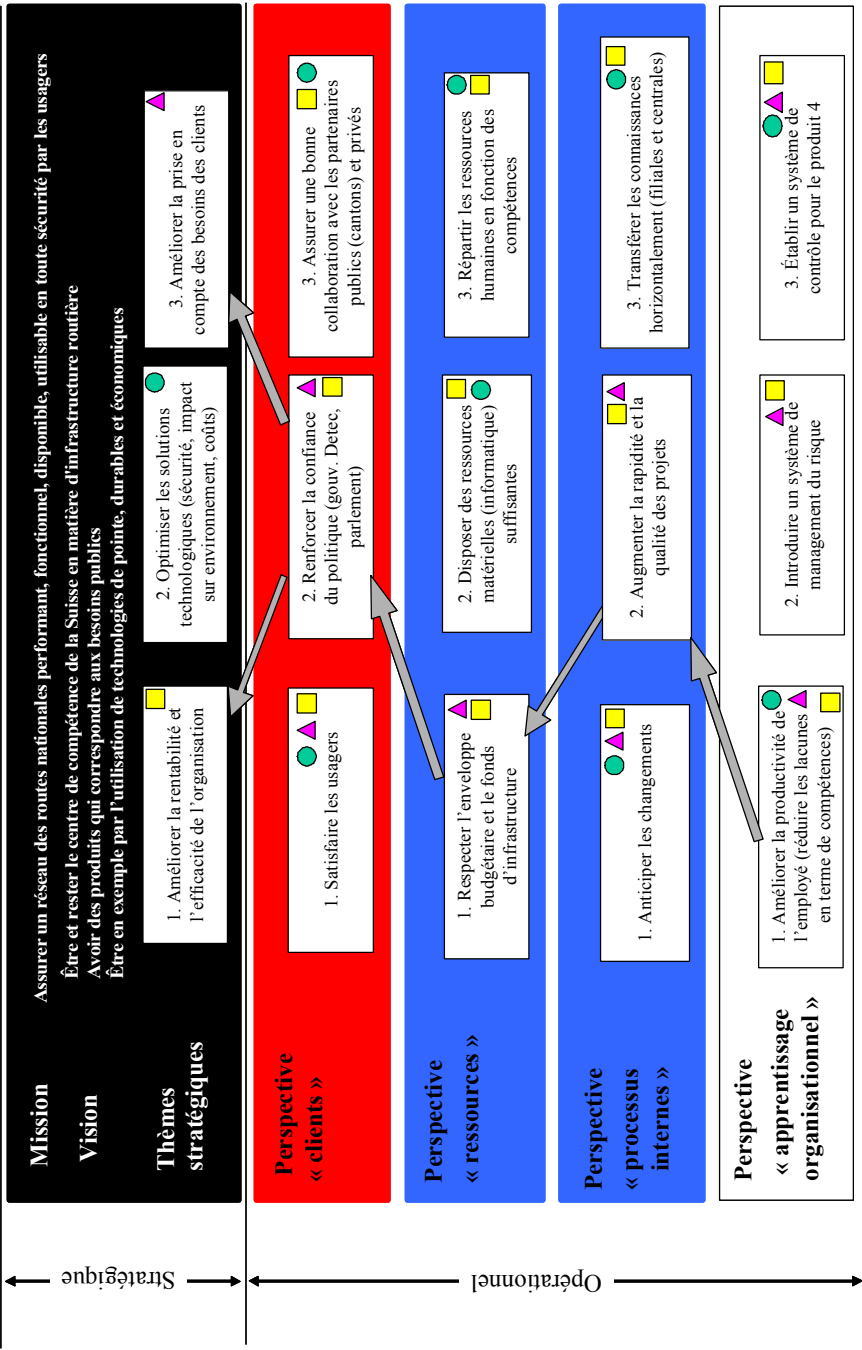 Mission
Assurer un réseau des routes nationales performant, fonctionnel, disponible, utilisable en toute sécurité par les usagers
Vision
Être et rester le centre de compétence de la Suisse en matière d'infrastructure routière
Avoir des produits qui correspondre aux besoins publics
Être en exemple par l'utilisation de technologies de pointe, durables et économiques
Stratégique
Thèmes
stratégiques
1. Améliorer la rentabilité et
l'efficacité de l'organisation
2. Optimiser les solutions
technologiques (sécurité, impact
sur environnement, coûts)
3. Améliorer la prise en
compte des besoins des clients
Opérationnel
Perspective
« clients »
1. Satisfaire les usagers
2. Renforcer la confiance
du politique (gouv. Detec,
parlement)
3. Assurer une bonne
collaboration avec les partenaires
publics (cantons) et privés
Perspective
« ressources »
1. Respecter l'enveloppe
budgétaire et le fonds
d'infrastructure
2. Disposer des ressources
matérielles (informatique)
suffisantes
3. Répartir les ressources
humaines en fonction des
compétences
Perspective
« processus
internes »
1. Anticiper les changements
2. Augmenter la rapidité et la
qualité des projets
3. Transférer les connaissances
horizontalement (filiales et centrales)
Perspective
« apprentissage
organisationnel »
1. Améliorer la productivité de
l'employé (réduire les lacunes
en terme de compétences)
2. Introduire un système de
management du risque
3. Établir un système de
contrôle pour le produit 4